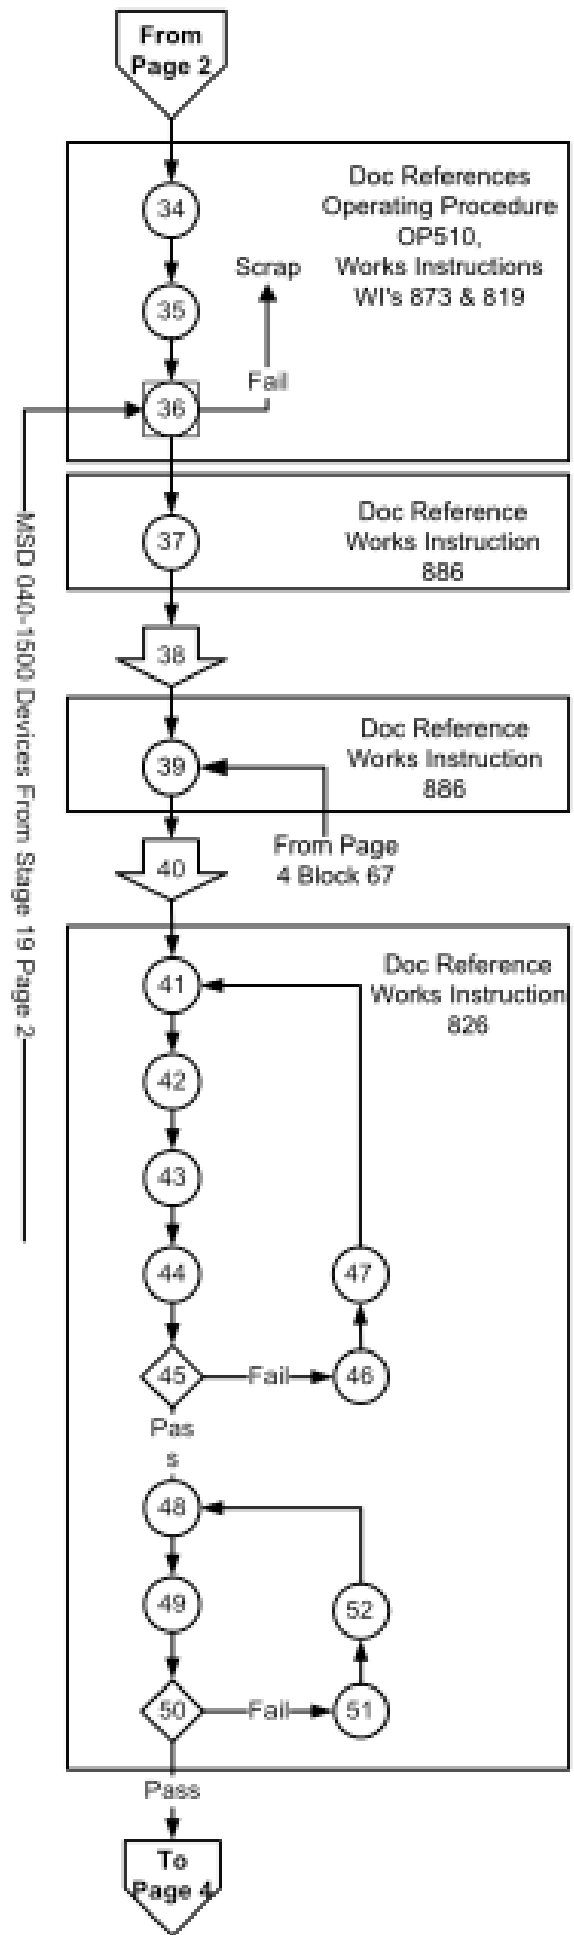 From
Page 2
Doc References
Operating Procedure
OP510,
Works Instructions
WI's 873 & 819
34
Scrap
35
Fail
36
Doc Reference
Works Instruction
886
37
MSD 040-1500 Devices From Stage 19 Page 2
38
Doc Reference
Works Instruction
886
39
From Page
4 Block 67
40
Doc Reference
Works Instruction
826
41
42
43
44
47
45
Fail
46
Pas
s
48
49
52
50
Fail
51
Pass
To
Page 4